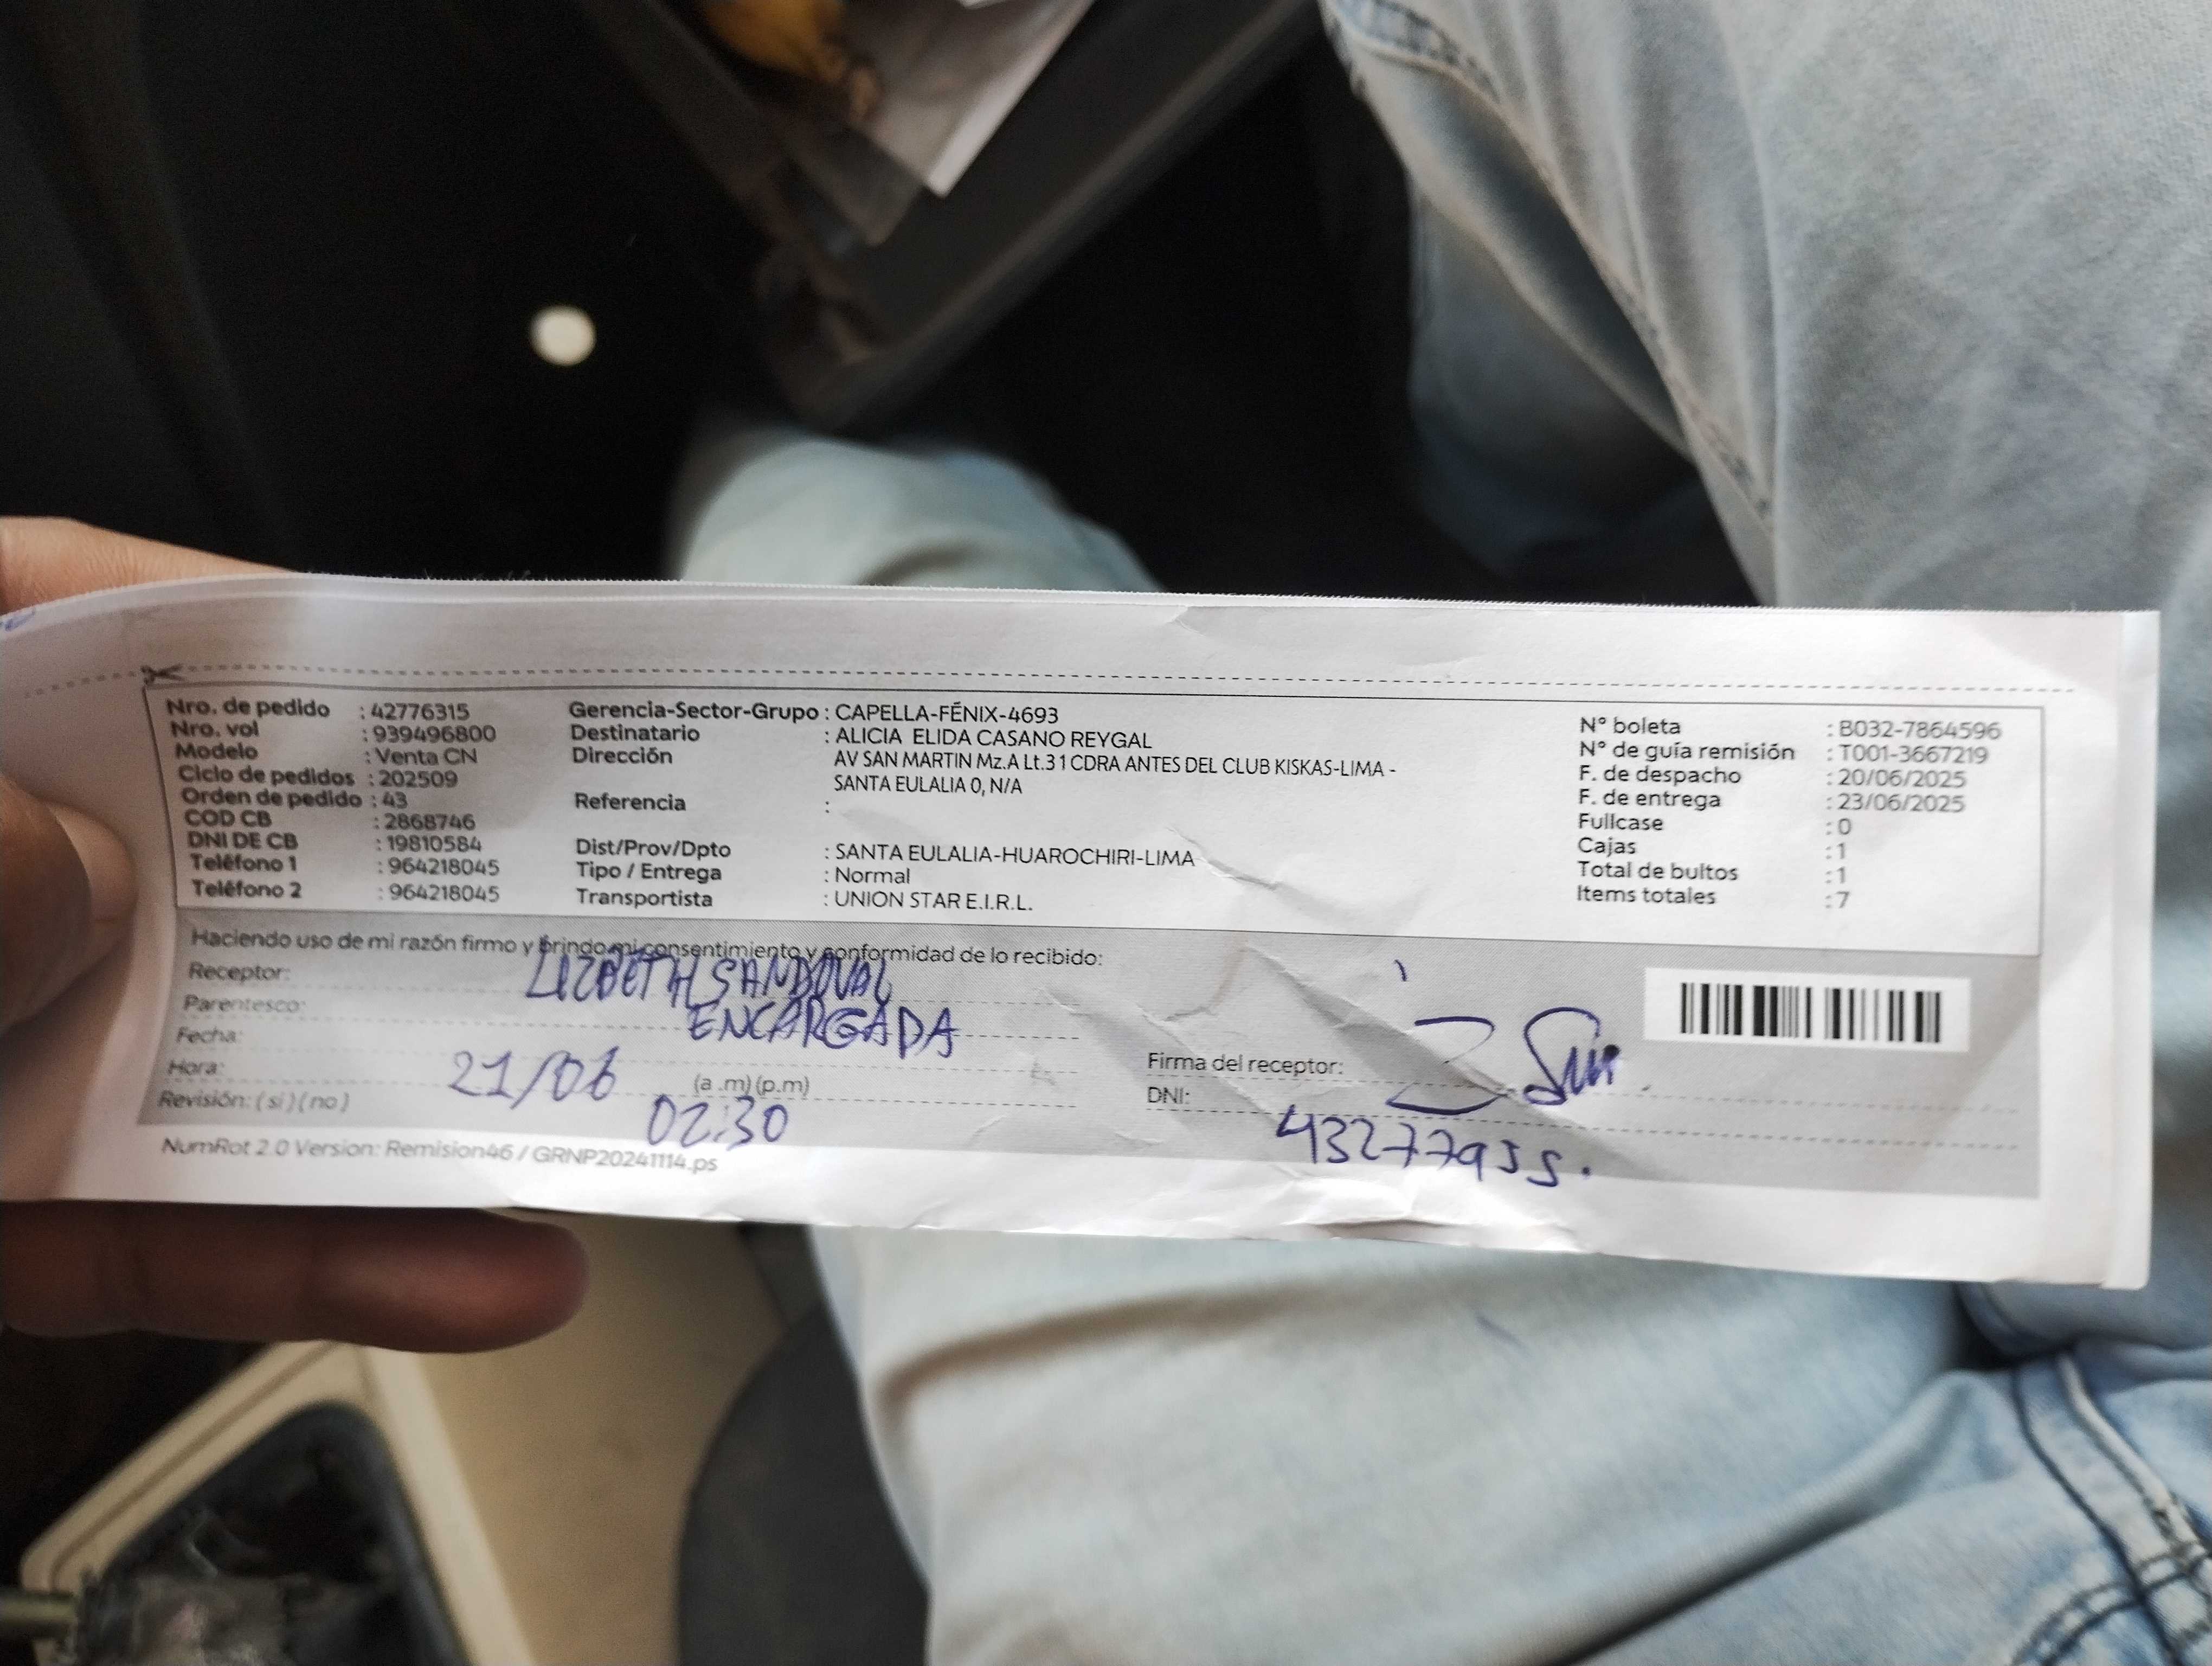 Nro. de pedido : 42776315
Nro. vol : 939496800
Modelo : Venta CN
Ciclo de pedidos : 202509
Orden de pedido : 43
COD CB : 2868746
DNI DE CB : 19810584
Teléfono 1 : 964218045
Teléfono 2 : 964218045
Gerencia-Sector-Grupo : CAPELLA-FÉNIX-4693
Destinatario : ALICIA ELIDA CASANO REYGAL
Dirección : AV SAN MARTIN Mz.A Lt.31 CDRA ANTES DEL CLUB KISKAS-LIMA -
SANTA EULALIA 0, N/A
Referencia :
Dist/Prov/Dpto : SANTA EULALIA-HUAROCHIRI-LIMA
Tipo / Entrega : Normal
Transportista : UNION STAR E.I.R.L.
N° boleta : B032-7864596
N° de guía remisión : T001-3667219
F. de despacho : 20/06/2025
F. de entrega : 23/06/2025
Fullcase : 0
Cajas : 1
Total de bultos : 1
Items totales : 7
Haciendo uso de mi razón firmo y brindo mi consentimiento y conformidad de lo recibido:
Receptor: LIZBETH SANDOVAL
Parentesco: ENCARGADA
Fecha: 21/06
Hora: (a .m) (p.m) 02:30
Revisión: ( si ) ( no )
Firma del receptor:
DNI: 43277955.
NumRot 2.0 Version: Remision46 / GRNP20241114.ps